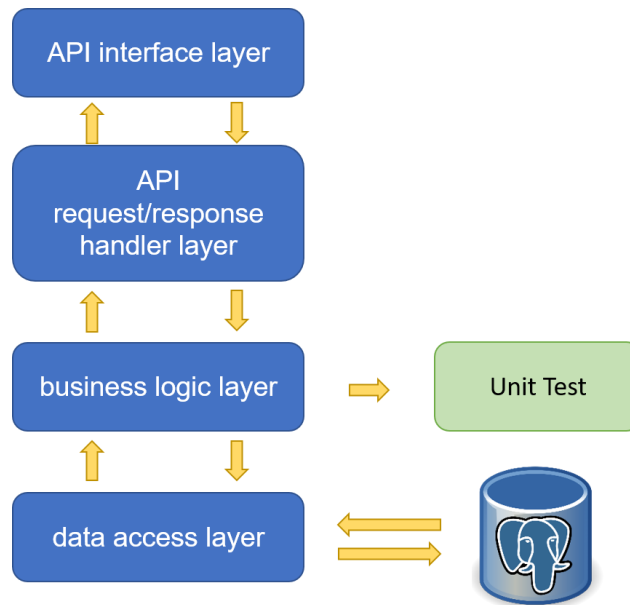 API interface layer
API
request/response
handler layer
business logic layer
Unit Test
data access layer